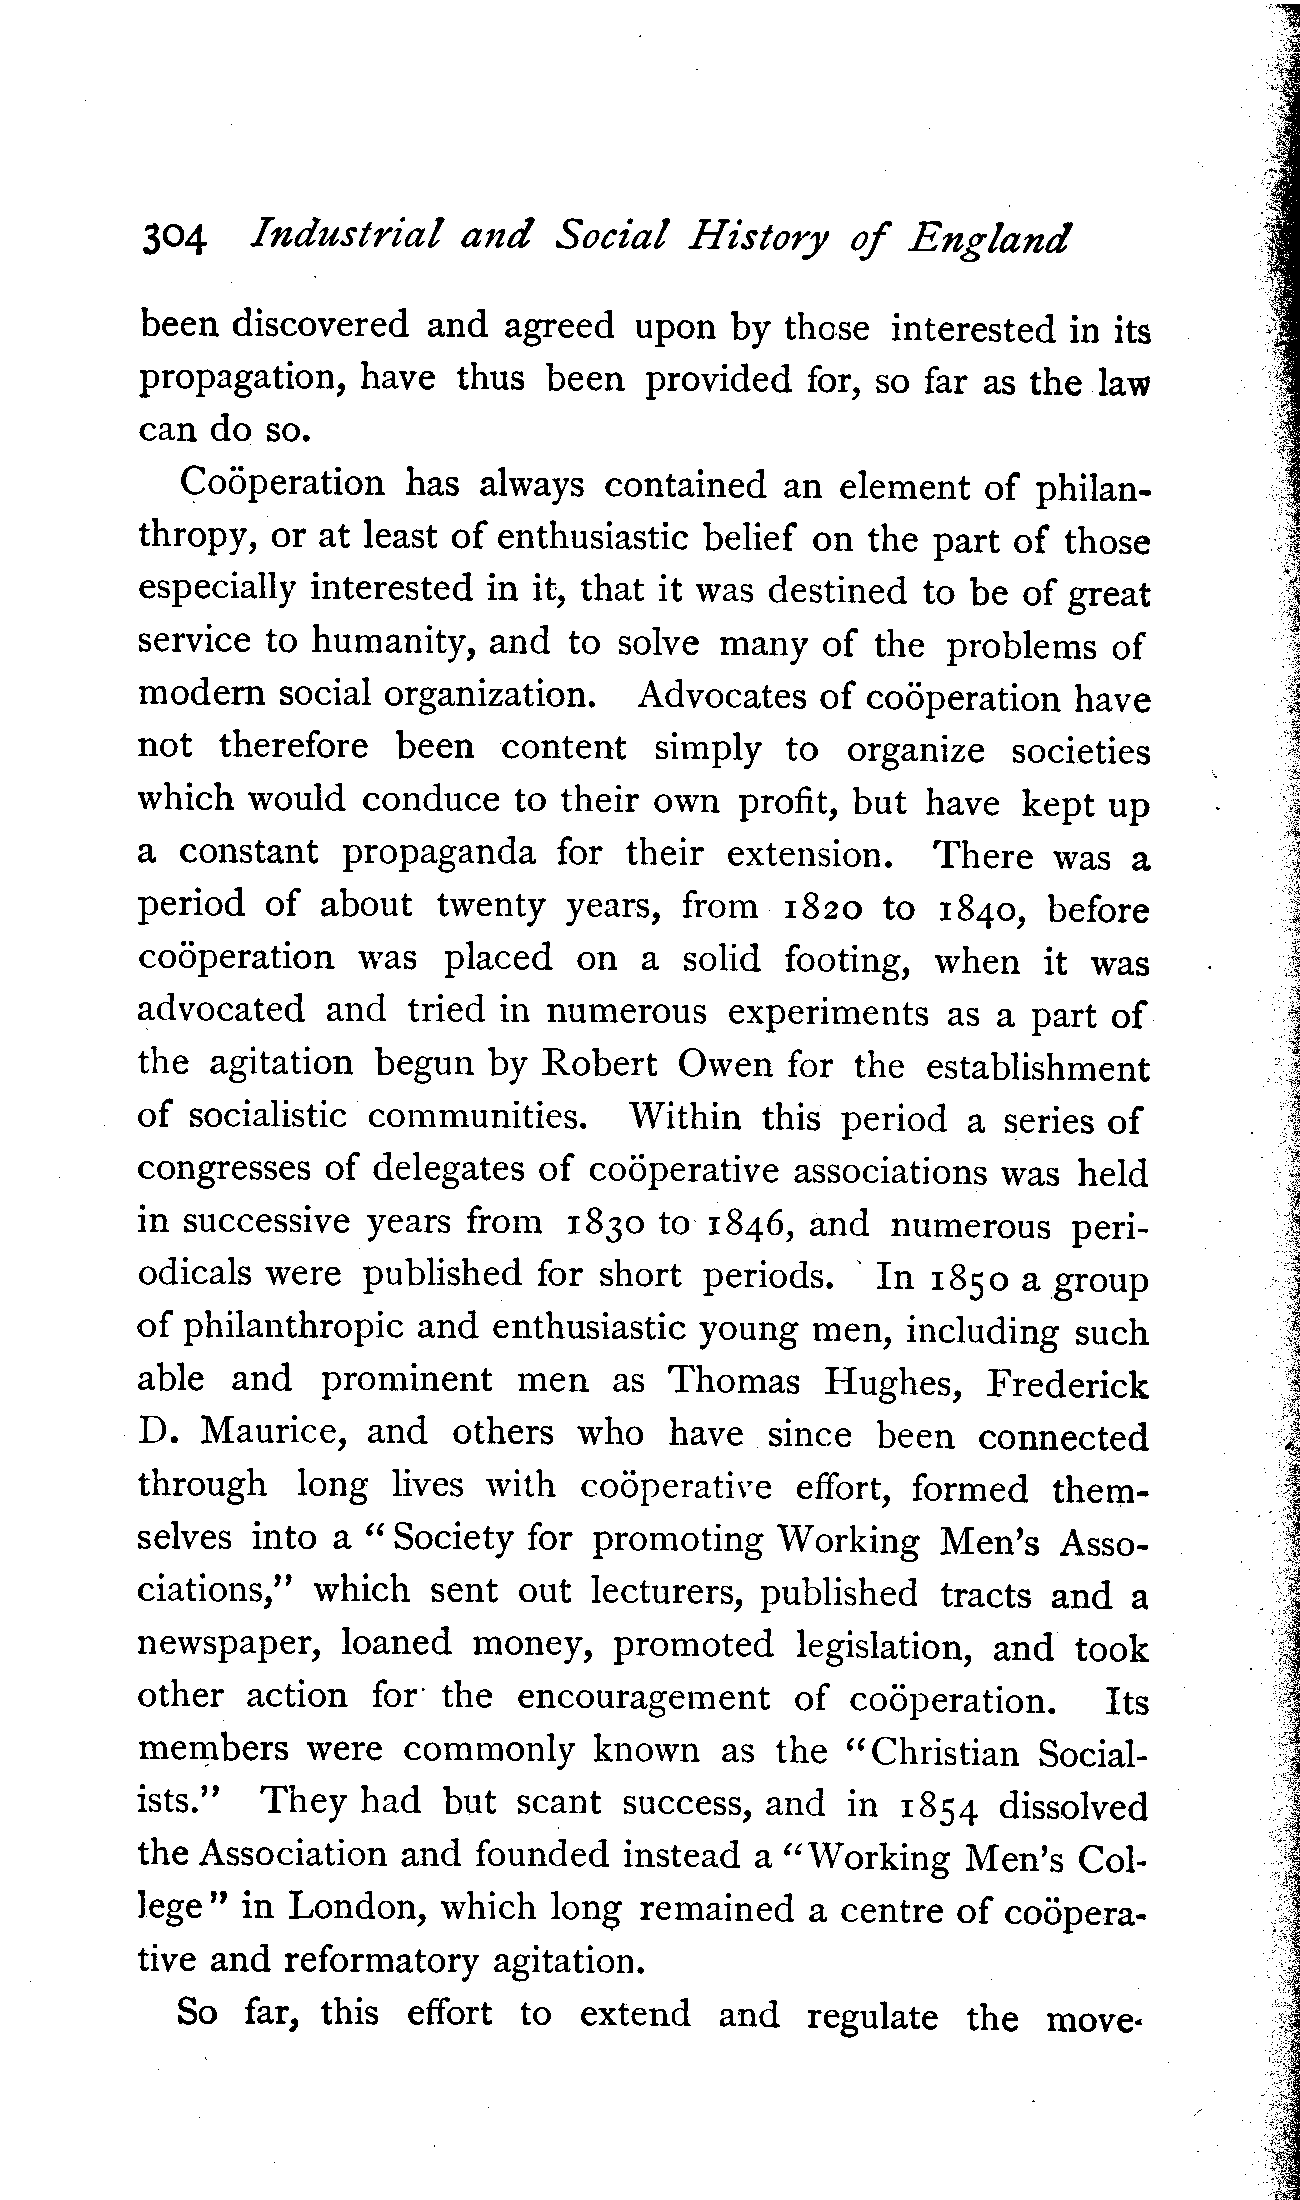 304 Industrial and Social History of England
been discovered and agreed upon by those interested in its
propagation, have thus been provided for, so far as the law
can do so.
Coöperation has always contained an element of philan-
thropy, or at least of enthusiastic belief on the part of those
especially interested in it, that it was destined to be of great
service to humanity, and to solve many of the problems of
modern social organization. Advocates of coöperation have
not therefore been content simply to organize societies
which would conduce to their own profit, but have kept up
a constant propaganda for their extension. There was a
period of about twenty years, from 1820 to 1840, before
coöperation was placed on a solid footing, when it was
advocated and tried in numerous experiments as a part of
the agitation begun by Robert Owen for the establishment
of socialistic communities. Within this period a series of
congresses of delegates of coöperative associations was held
in successive years from 1830 to 1846, and numerous peri-
odicals were published for short periods. In 1850 a group
of philanthropic and enthusiastic young men, including such
able and prominent men as Thomas Hughes, Frederick
D. Maurice, and others who have since been connected
through long lives with coöperative effort, formed them-
selves into a "Society for promoting Working Men's Asso-
ciations," which sent out lecturers, published tracts and a
newspaper, loaned money, promoted legislation, and took
other action for the encouragement of coöperation. Its
members were commonly known as the "Christian Social-
ists." They had but scant success, and in 1854 dissolved
the Association and founded instead a "Working Men's Col-
lege" in London, which long remained a centre of coöpera-
tive and reformatory agitation.
So far, this effort to extend and regulate the move-